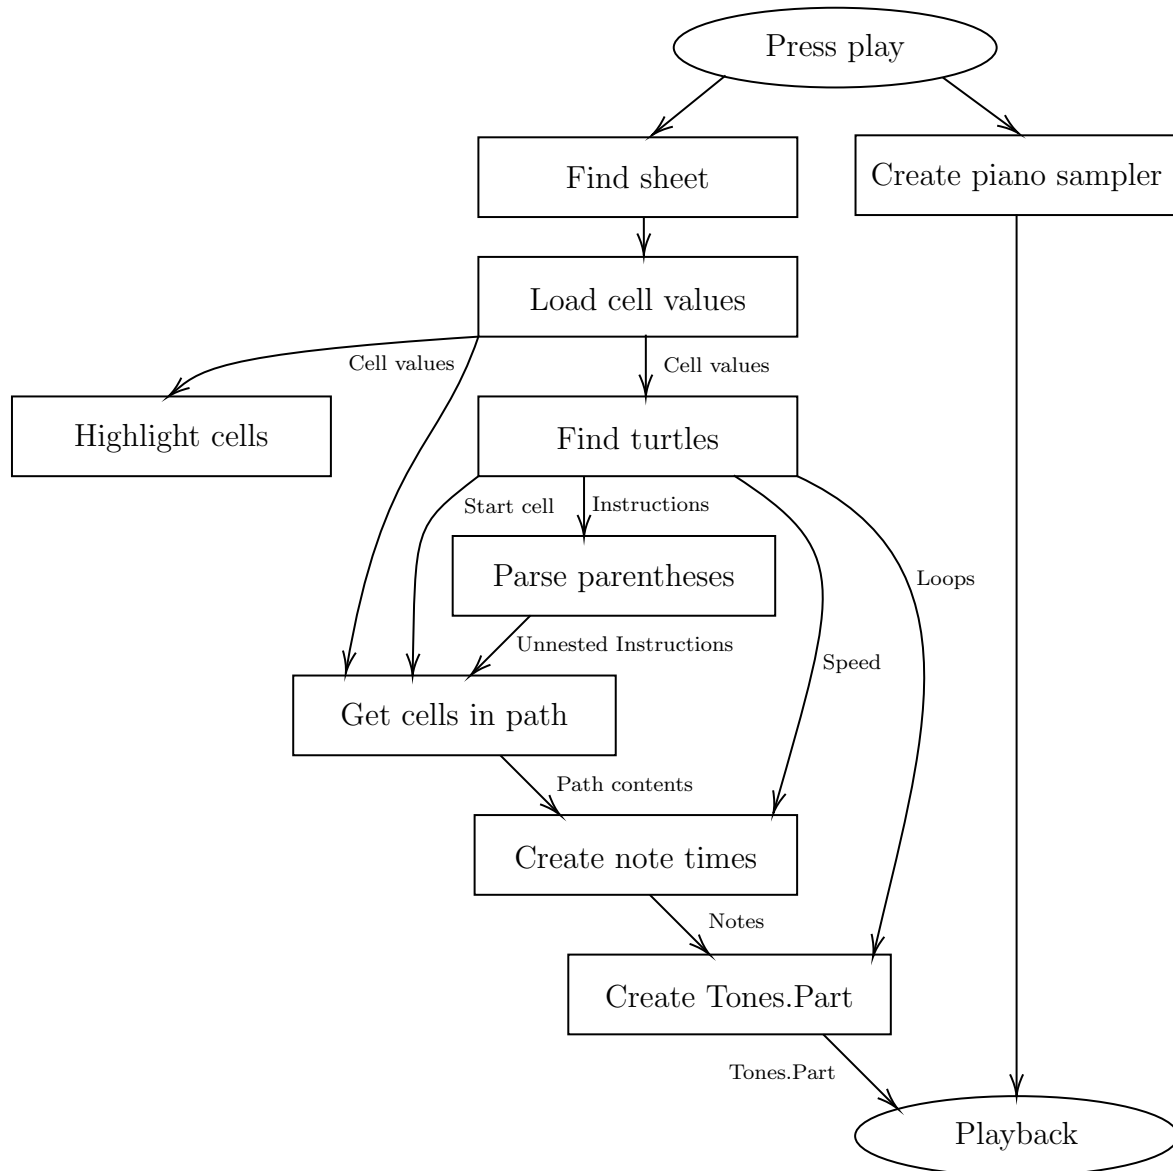 Press play
Find sheet
Create piano sampler
Load cell values
Cell values
Cell values
Highlight cells
Find turtles
Start cell
Instructions
Parse parentheses
Loops
Unnested Instructions
Speed
Get cells in path
Path contents
Create note times
Notes
Create Tones.Part
Tones.Part
Playback